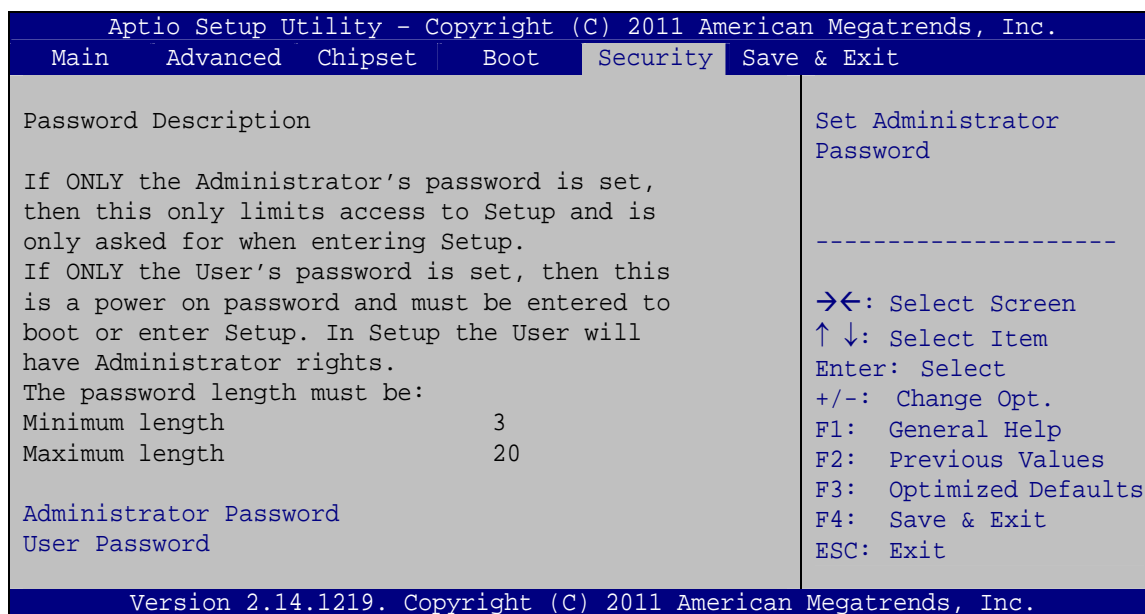 Aptio Setup Utility – Copyright (C) 2011 American Megatrends, Inc.
Main Advanced Chipset Boot Security Save & Exit
Password Description
If ONLY the Administrator’s password is set,
then this only limits access to Setup and is
only asked for when entering Setup.
If ONLY the User’s password is set, then this
is a power on password and must be entered to
boot or enter Setup. In Setup the User will
have Administrator rights.
The password length must be:
Minimum length 3
Maximum length 20
Administrator Password
User Password
Set Administrator
Password
---------------------
→←: Select Screen
↑ ↓: Select Item
Enter: Select
+/-: Change Opt.
F1: General Help
F2: Previous Values
F3: Optimized Defaults
F4: Save & Exit
ESC: Exit
Version 2.14.1219. Copyright (C) 2011 American Megatrends, Inc.